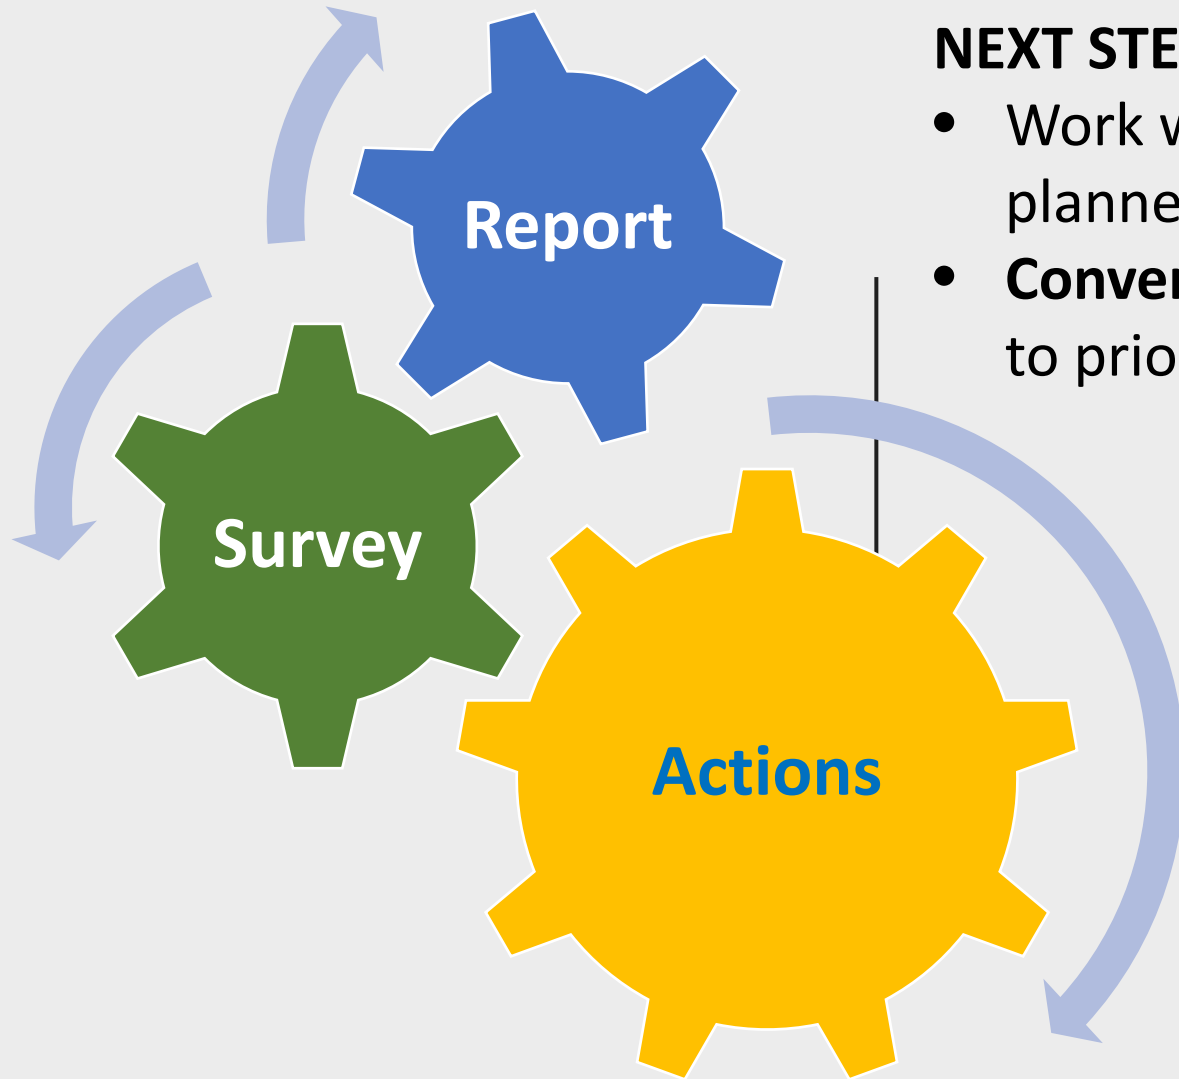 NEXT STE
• Work
planne
• Conver
to prio
Report
Survey
Actions